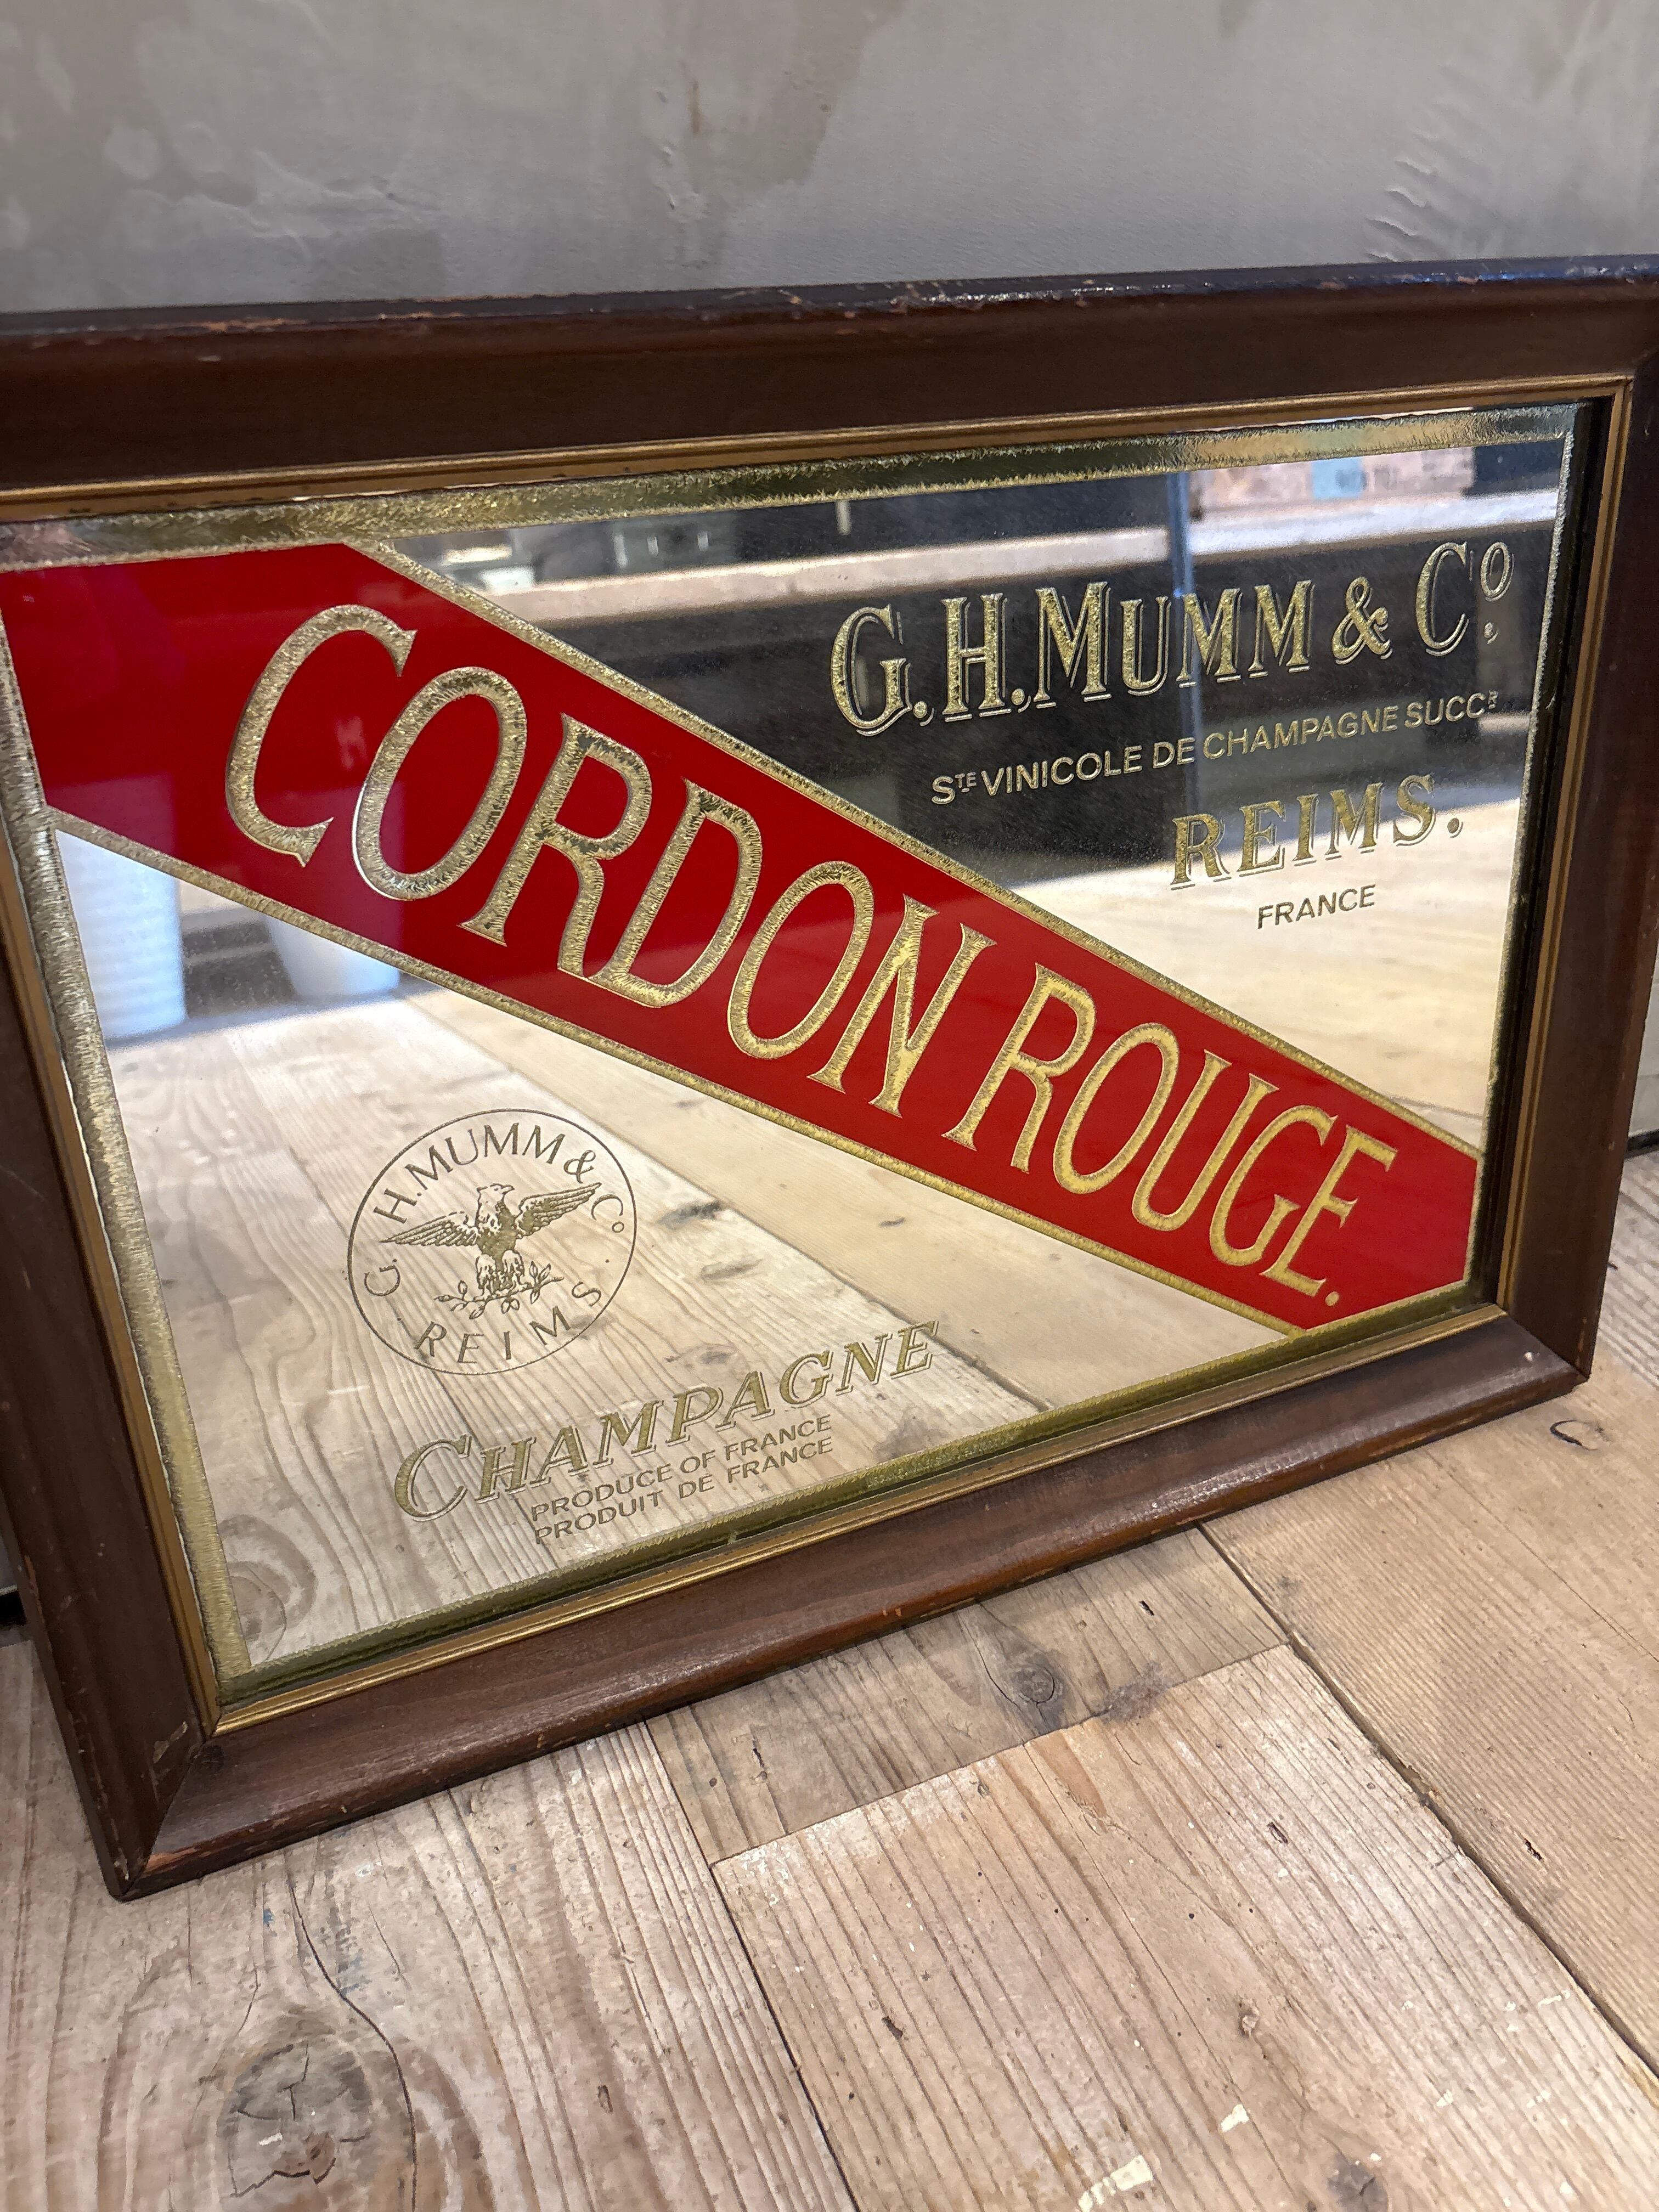 G.H.MUMM & Cº.
STE VINICOLE DE CHAMPAGNE SUCCR
REIMS.
FRANCE
CORDON ROUGE.
G. H. MUMM & Cº
REIMS
CHAMPAGNE
PRODUCE OF FRANCE
PRODUIT DE FRANCE